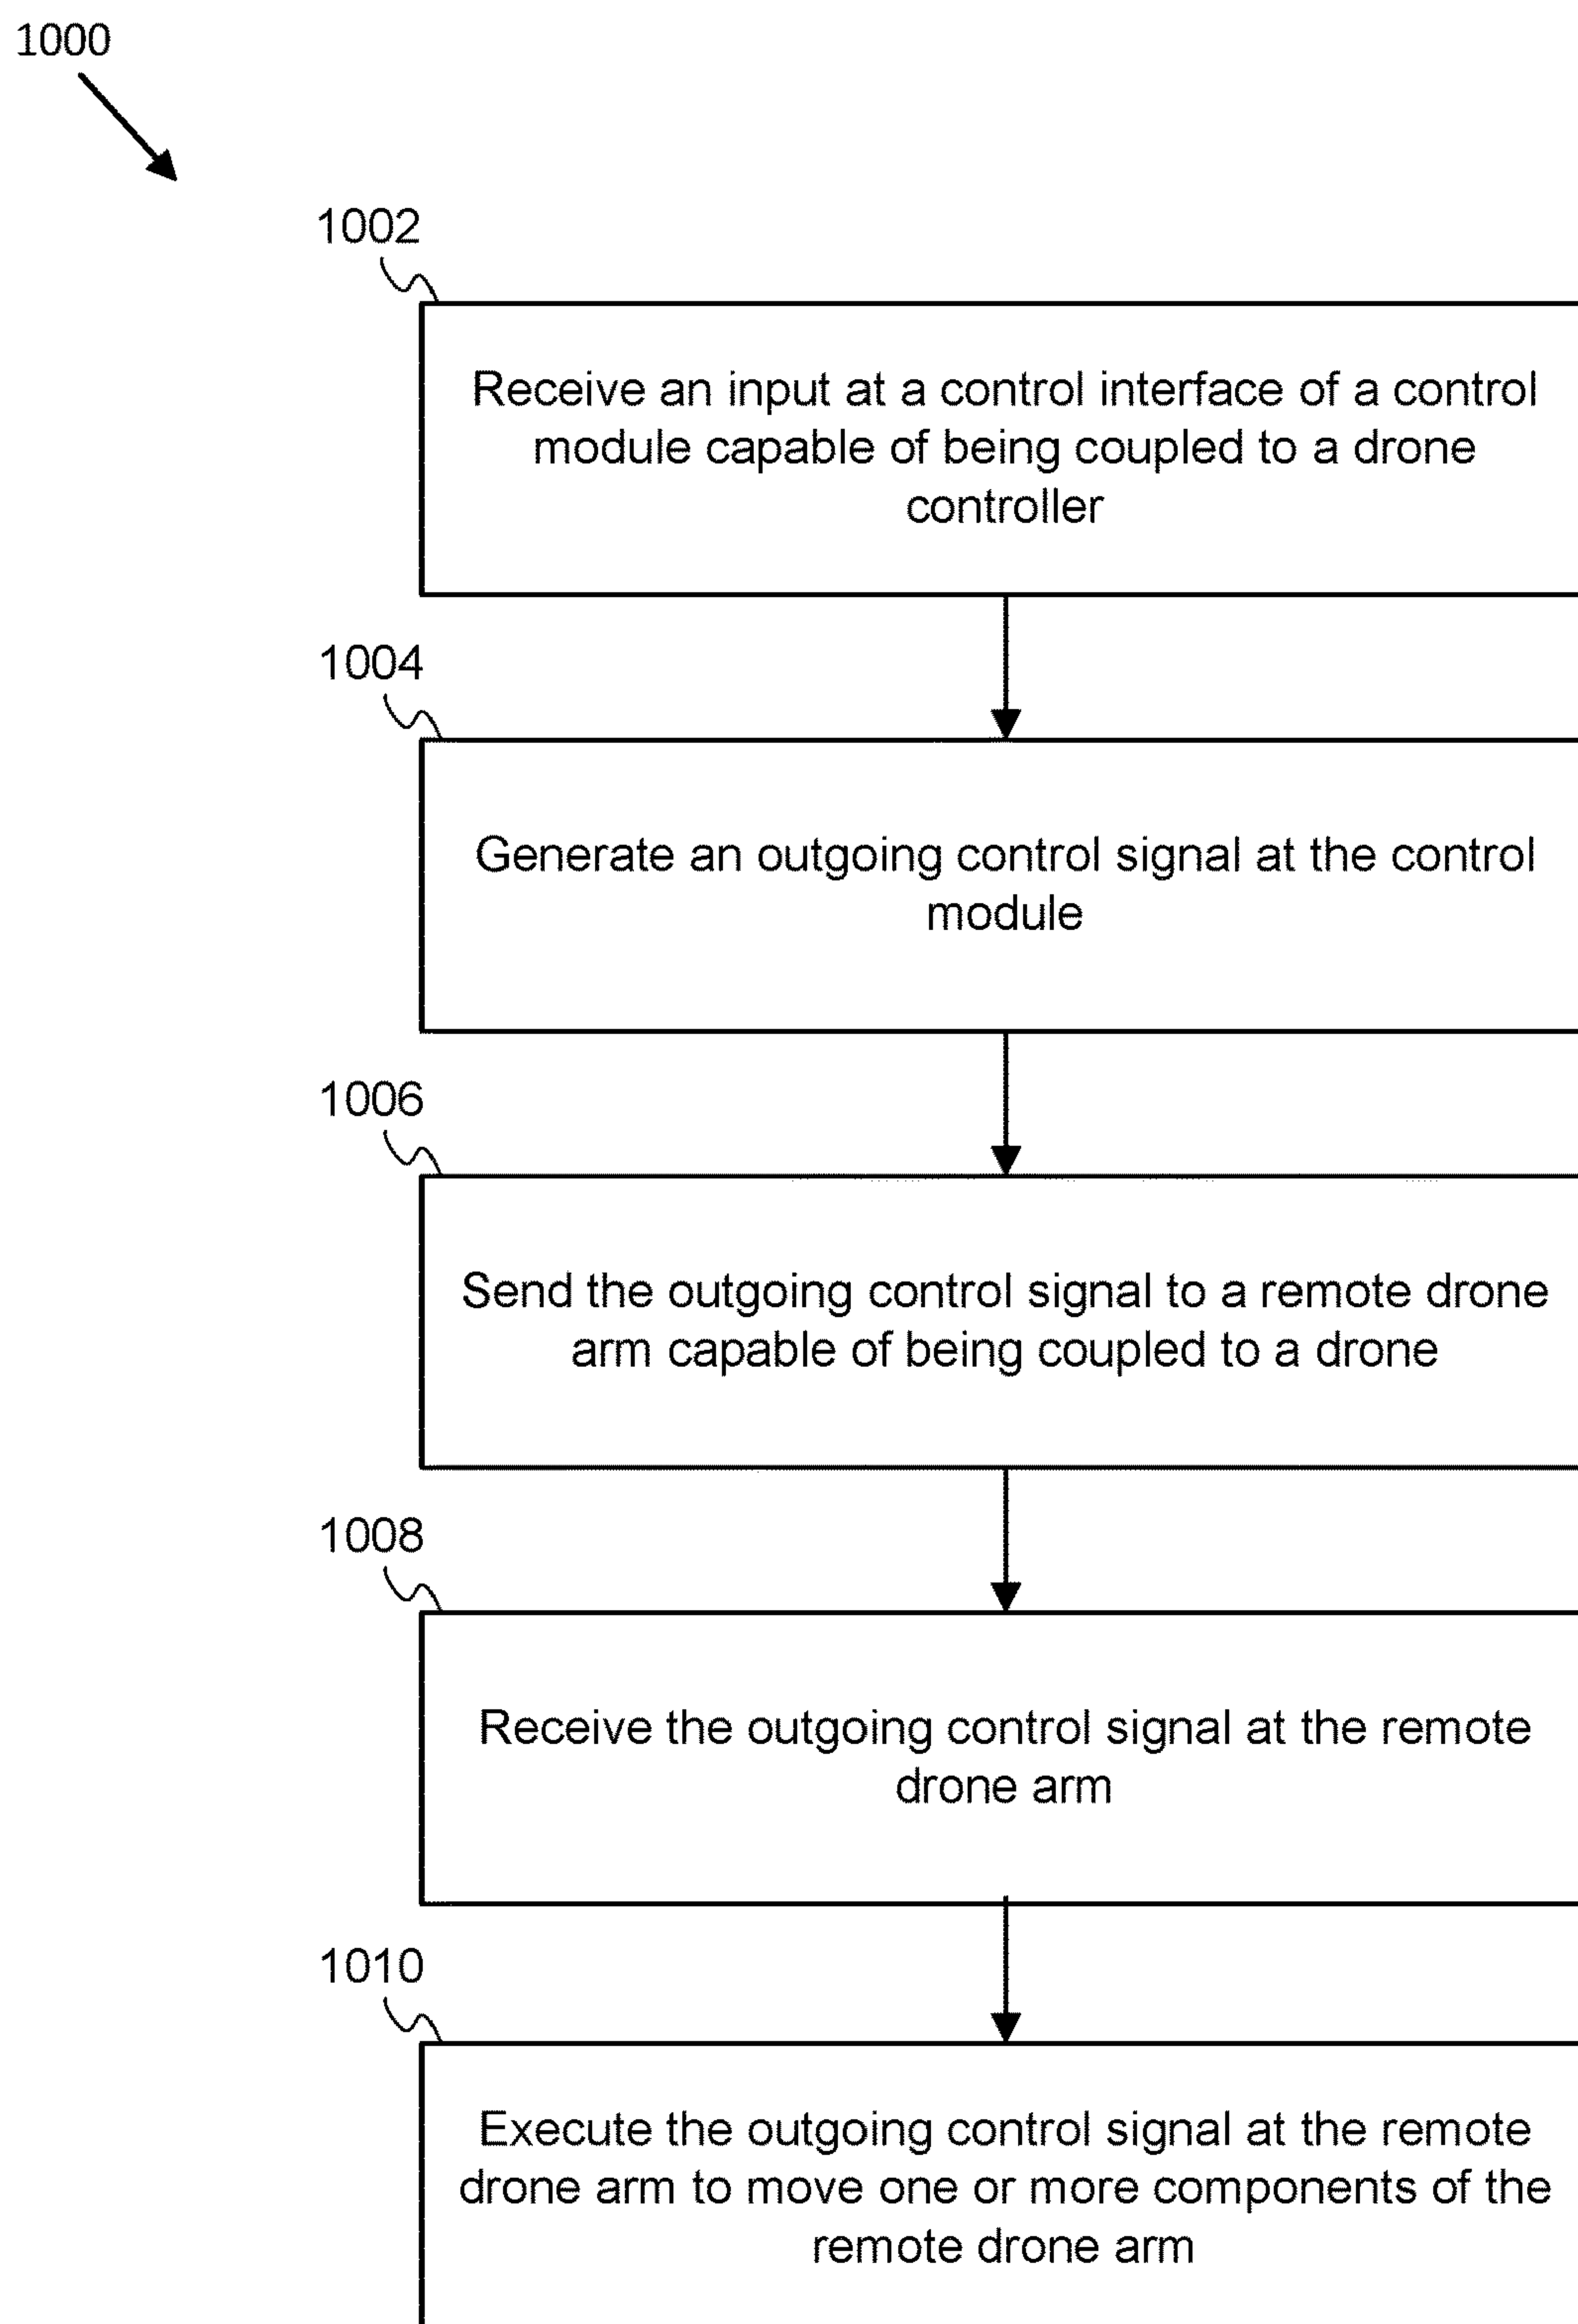 1000
1002
Receive an input at a control interface of a control
module capable of being coupled to a drone
controller
1004
Generate an outgoing control signal at the control
module
1006
Send the outgoing control signal to a remote drone
arm capable of being coupled to a drone
1008
Receive the outgoing control signal at the remote
drone arm
1010
Execute the outgoing control signal at the remote
drone arm to move one or more components of the
remote drone arm